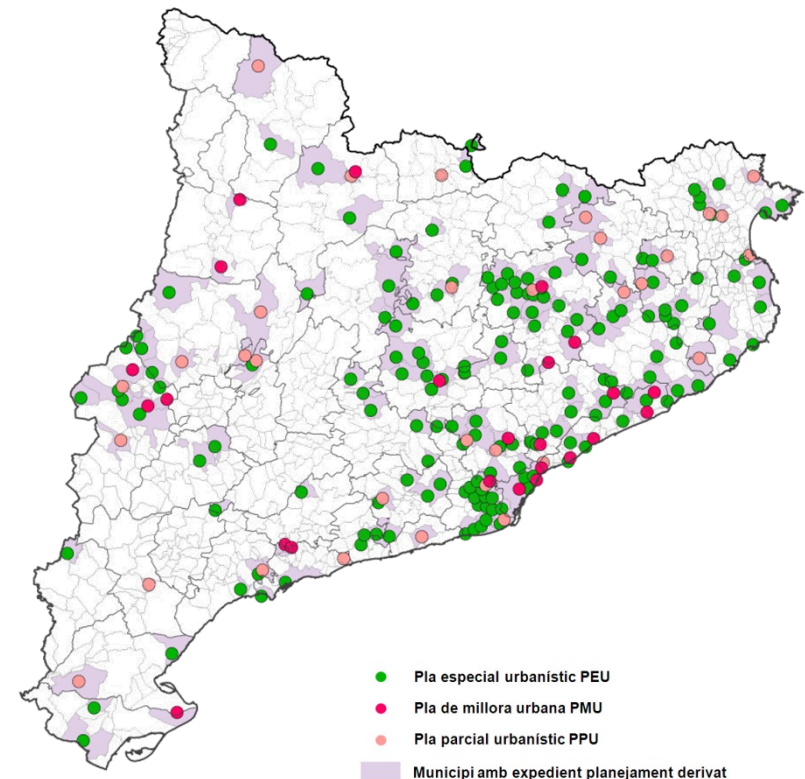 Pla especial urbanístic PEU
Pla de millora urbana PMU
Pla parcial urbanístic PPU
Municipi amb expedient planejament derivat